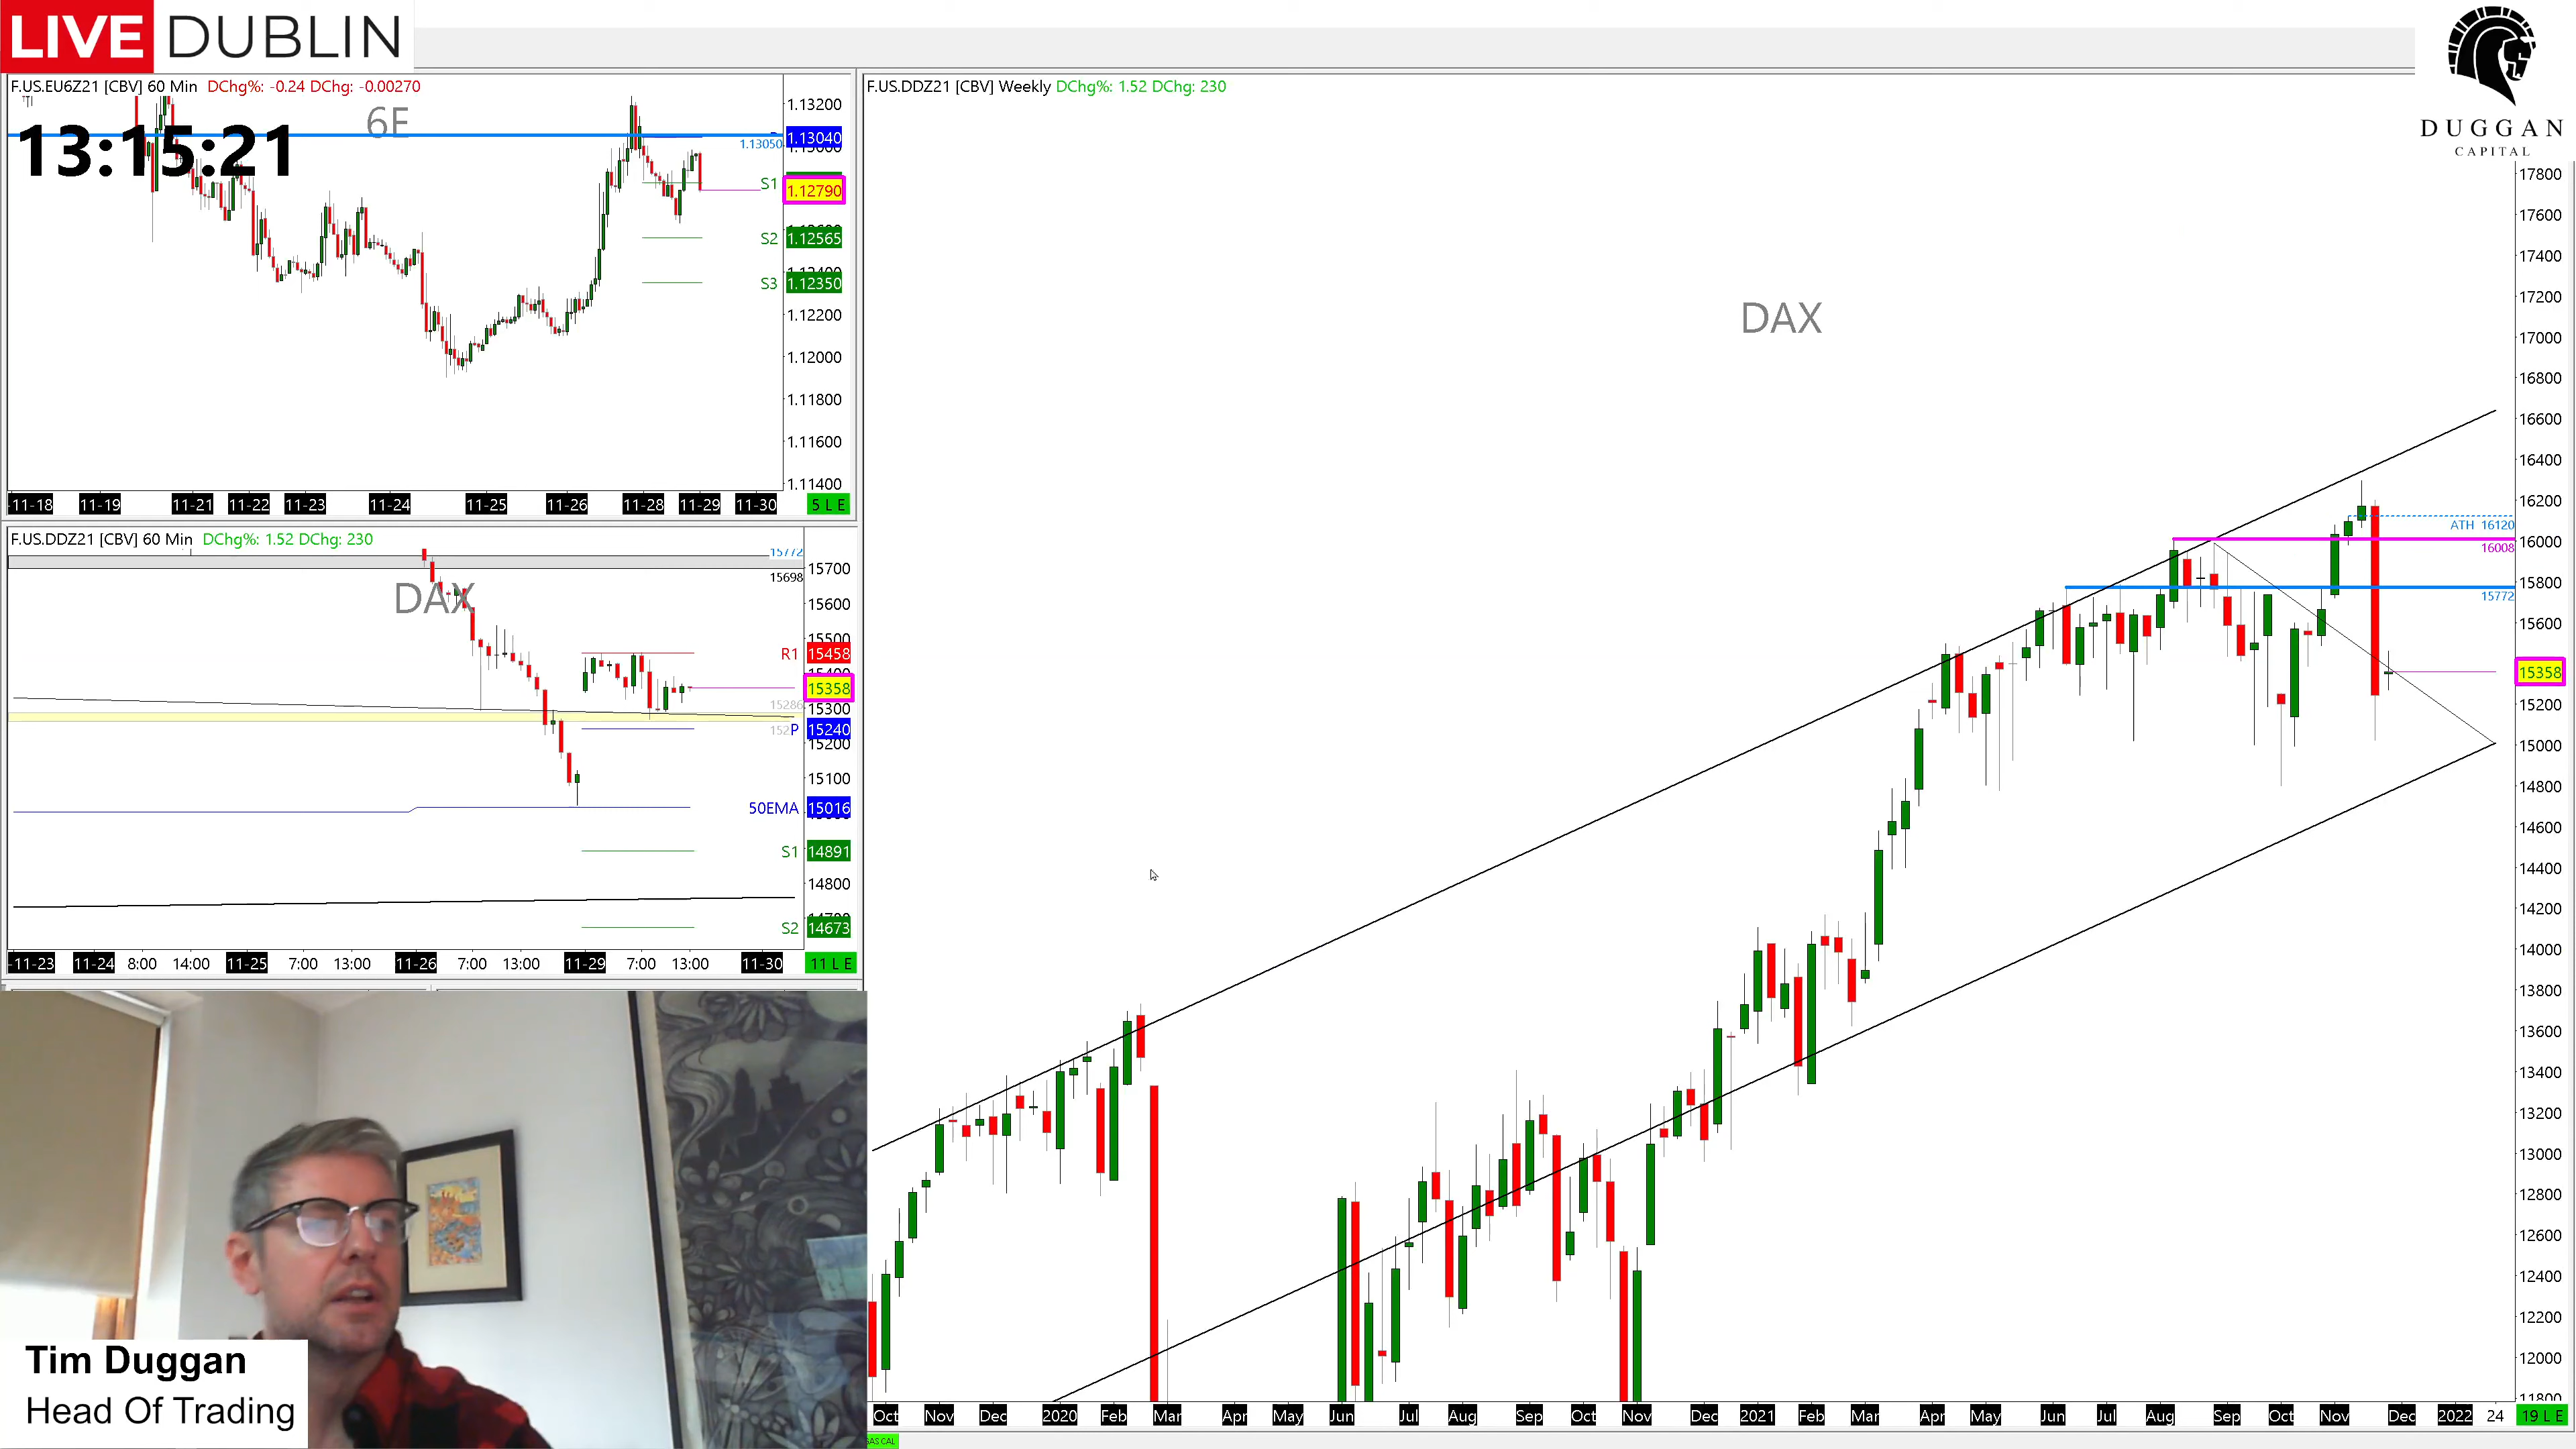 LIVE DUBLIN
DUGGAN
CAPITAL
F.US.EU6Z21 [CBV] 60 Min DChg%: -0.24 DChg: -0.00270
6E
13:15:21
1.13200
1.13040
1.13050
S1
1.12790
S2 1.12565
S3 1.12350
1.12200
1.12000
1.11800
1.11600
1.11400
11-18 11-19 11-21 11-22 11-23 11-24 11-25 11-26 11-28 11-29 11-30 5 L E
F.US.DDZ21 [CBV] 60 Min DChg%: 1.52 DChg: 230
DAX
15772
15700
15698
15600
15500
R1 15458
15358
15286
15300
P 15240
15200
15100
50EMA 15016
S1 14891
14800
S2 14673
11-23 11-24 8:00 14:00 11-25 7:00 13:00 11-26 7:00 13:00 11-29 7:00 13:00 11-30 11 L E
F.US.DDZ21 [CBV] Weekly DChg%: 1.52 DChg: 230
DAX
17800
17600
17400
17200
17000
16800
16600
16400
16200
ATH 16120
16000
16008
15800
15772
15600
15358
15200
15000
14800
14600
14400
14200
14000
13800
13600
13400
13200
13000
12800
12600
12400
12200
12000
11800
Oct Nov Dec 2020 Feb Mar Apr May Jun Jul Aug Sep Oct Nov Dec 2021 Feb Mar Apr May Jun Jul Aug Sep Oct Nov Dec 2022 24 19 L E
Tim Duggan
Head Of Trading